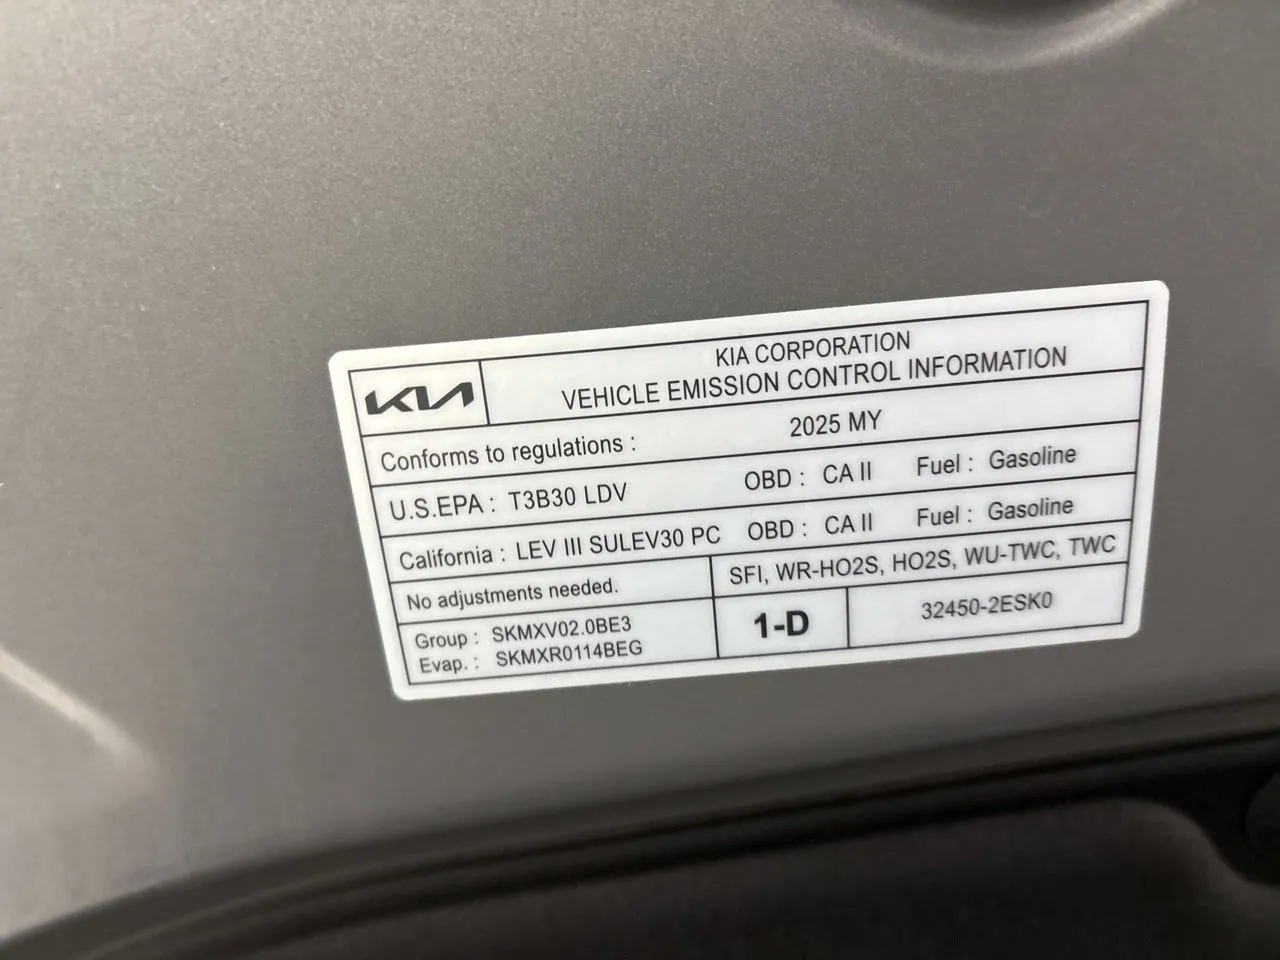 KIA
KIA CORPORATION
VEHICLE EMISSION CONTROL INFORMATION
Conforms to regulations : 2025 MY
U.S.EPA : T3B30 LDV OBD : CA II Fuel : Gasoline
California : LEV III SULEV30 PC OBD : CA II Fuel : Gasoline
No adjustments needed. SFI, WR-HO2S, HO2S, WU-TWC, TWC
Group : SKMXV02.0BE3
Evap. : SKMXR0114BEG
1-D
32450-2ESK0